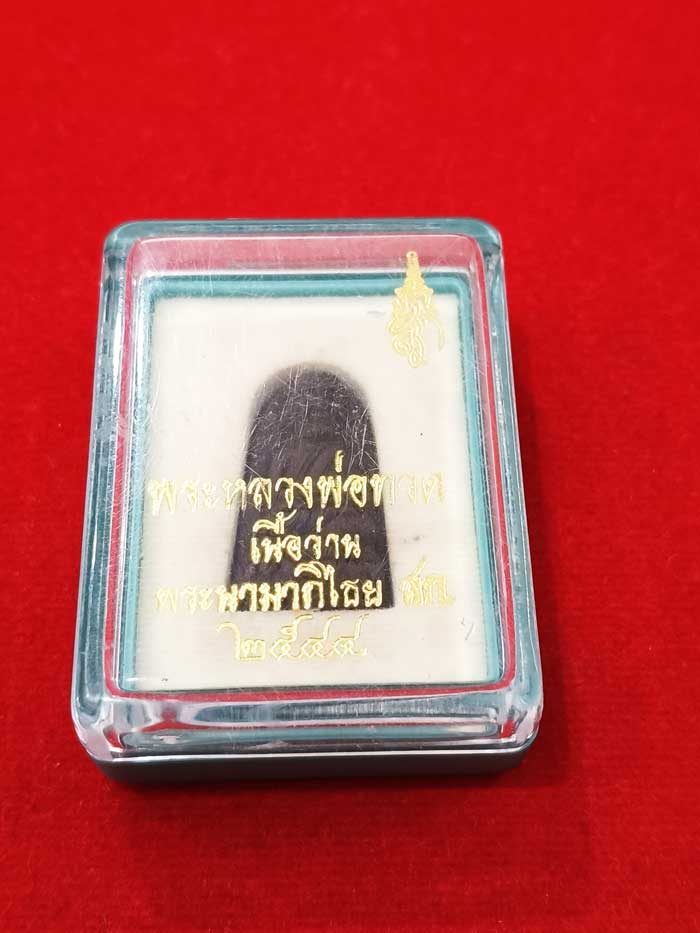 พระหลวงพ่อทวด
เนื้อว่าน
พระนามาภิไธย สก.
๒๕๔๔